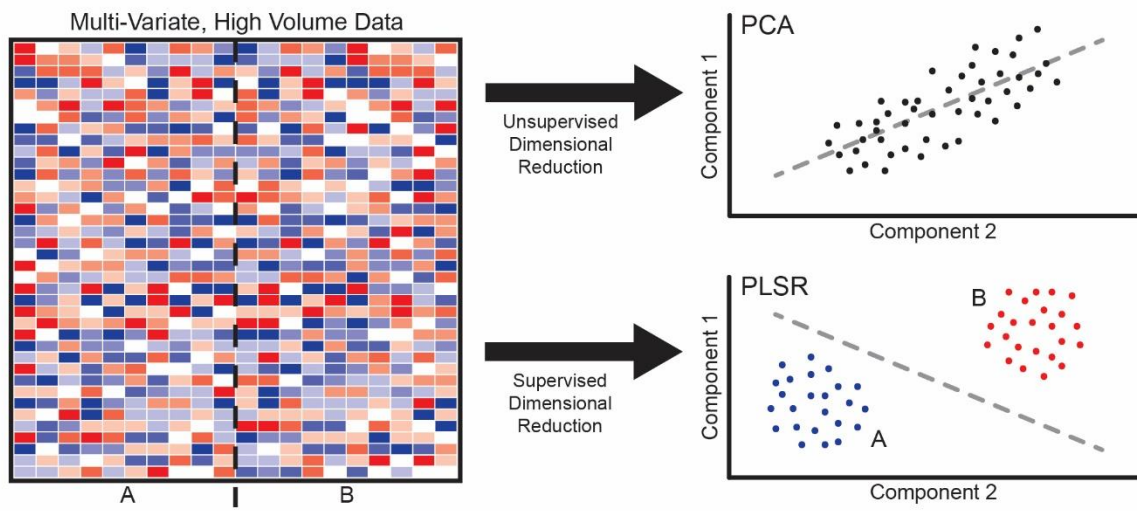 Multi-Variate, High Volume Data
A
B
Unsupervised
Dimensional
Reduction
Supervised
Dimensional
Reduction
PCA
Component 1
Component 2
PLSR
B
A
Component 1
Component 2